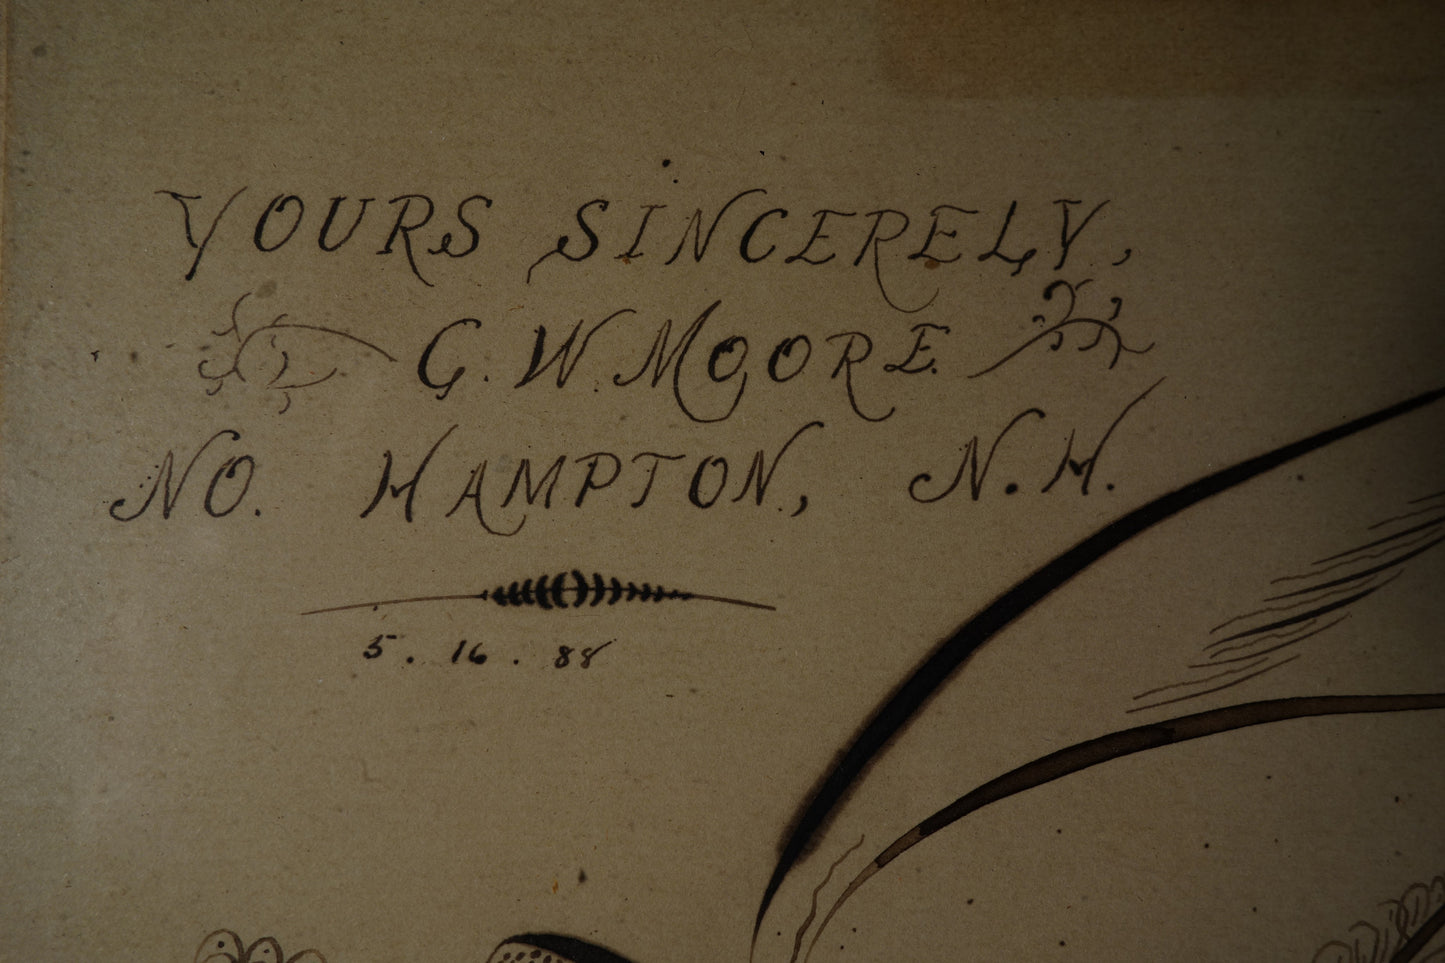 YOURS SINCERELY,
G. W. MOORE.
NO. HAMPTON, N.H.
5 . 16 . 88